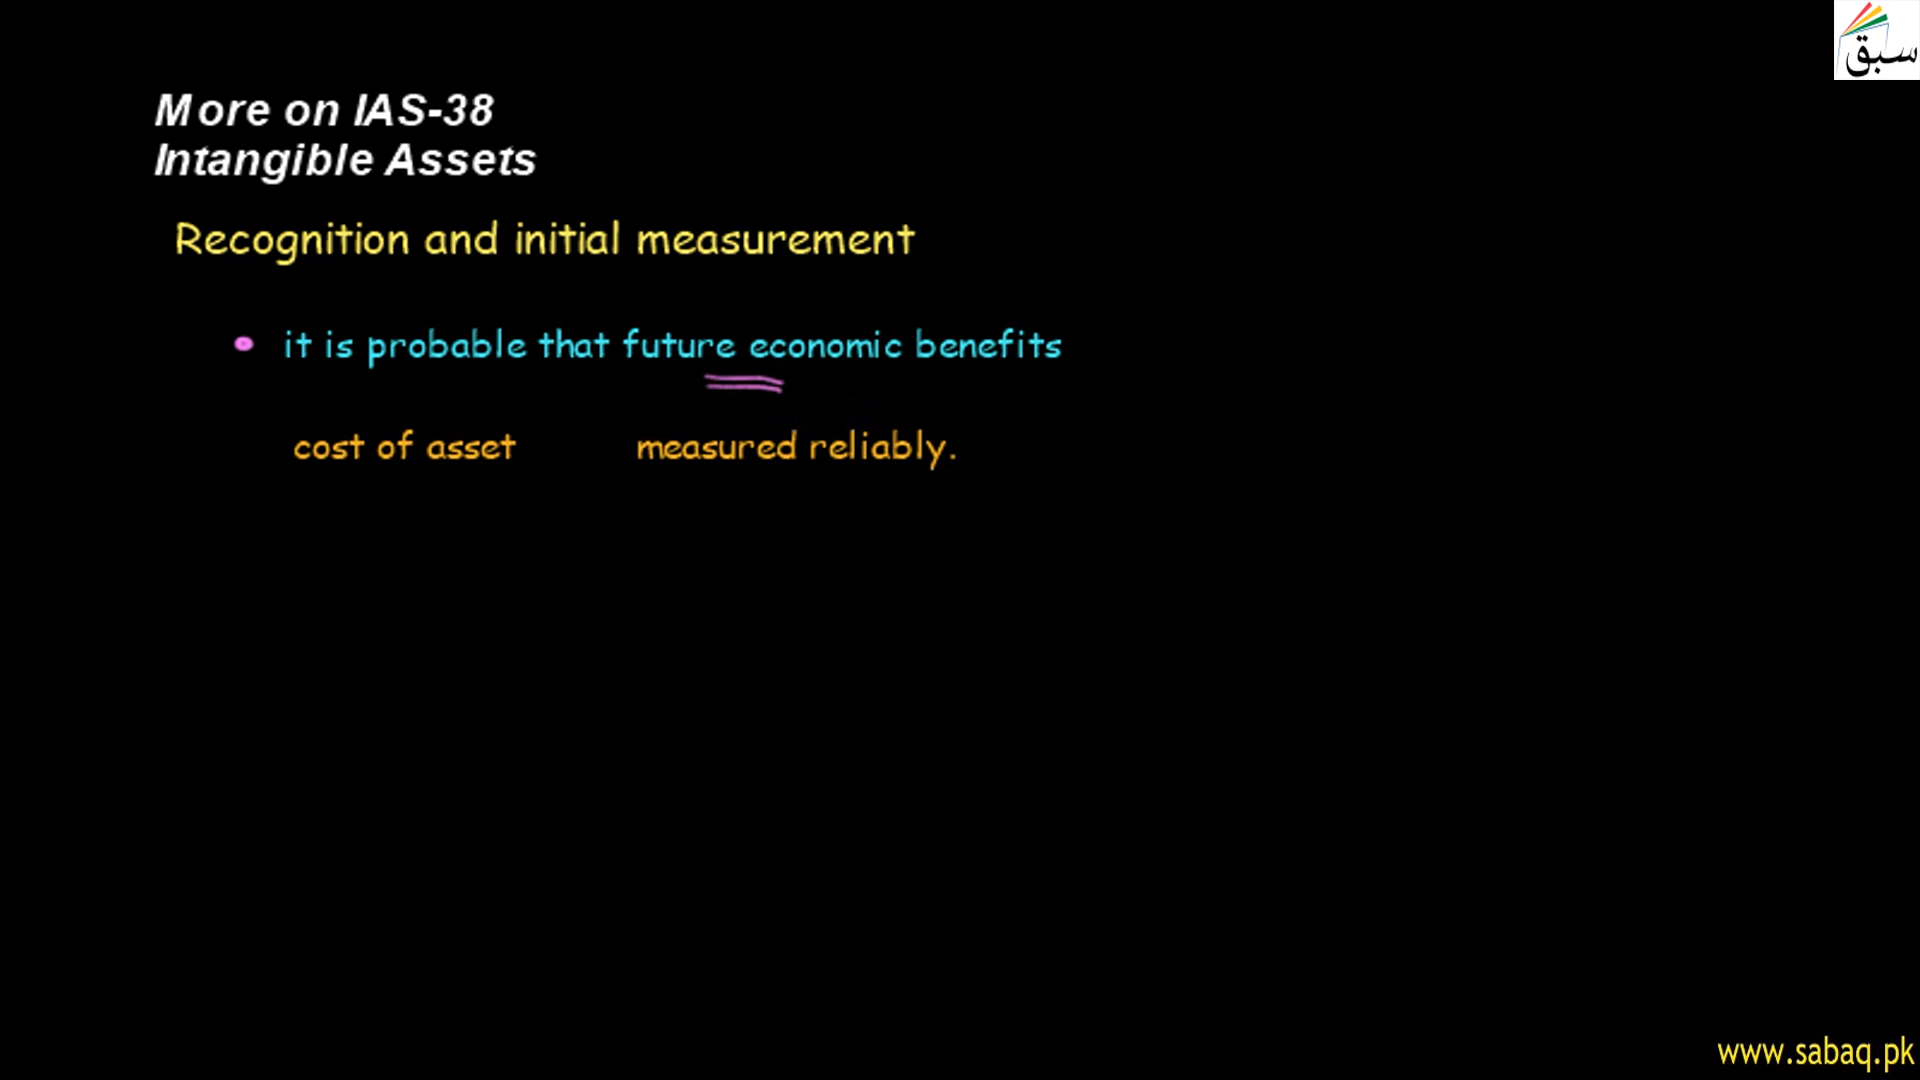 سبق
More on IAS-38
Intangible Assets
Recognition and initial measurement
• it is probable that future economic benefits
cost of asset measured reliably.
www.sabaq.pk